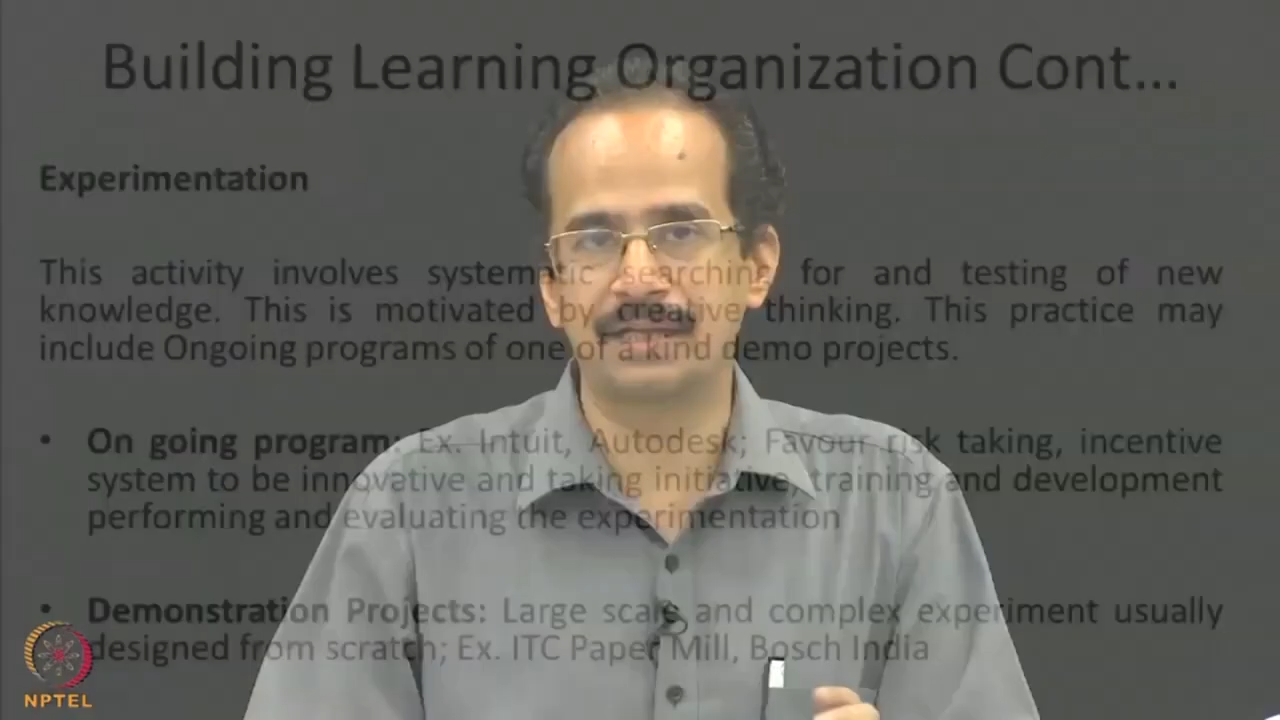 Building Learning Organization Cont...
Experimentation
This activity involves systematic searching for and testing of new
knowledge. This is motivated by creative thinking. This practice may
include Ongoing programs of one of a kind demo projects.
• On going program: Ex. Intuit, Autodesk; Favour risk taking, incentive
system to be innovative and taking initiative, training and development
performing and evaluating the experimentation
• Demonstration Projects: Large scale and complex experiment usually
designed from scratch; Ex. ITC Paper Mill, Bosch India
NPTEL